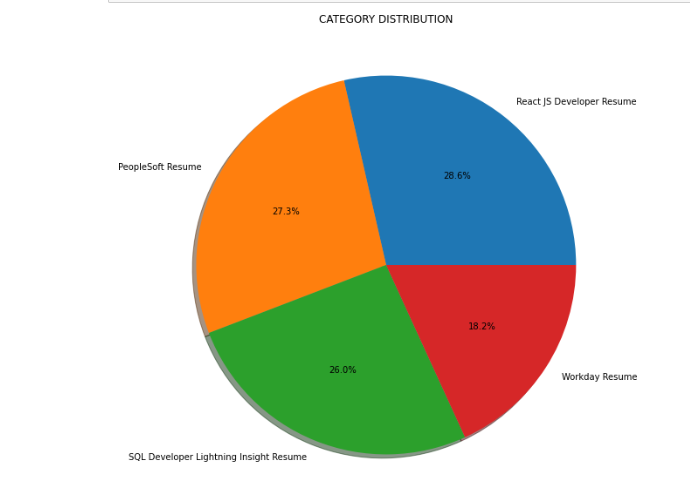 CATEGORY DISTRIBUTION
React JS Developer Resume
PeopleSoft Resume
28.6%
27.3%
18.2%
26.0%
Workday Resume
SQL Developer Lightning Insight Resume